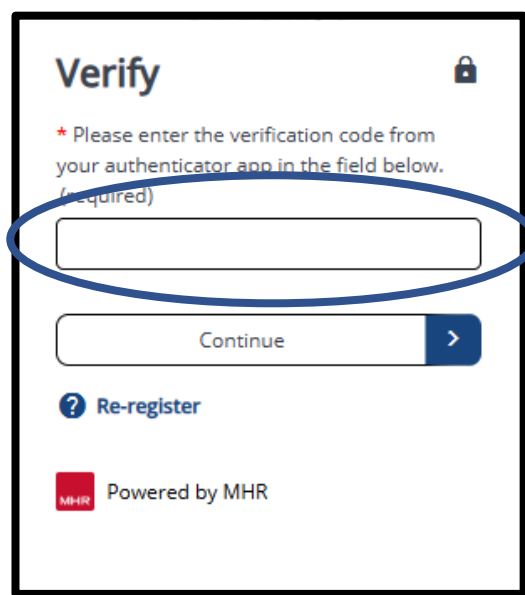 Verify
* Please enter the verification code from
your authenticator app in the field below.
(required)
Continue
Re-register
MHR
Powered by MHR